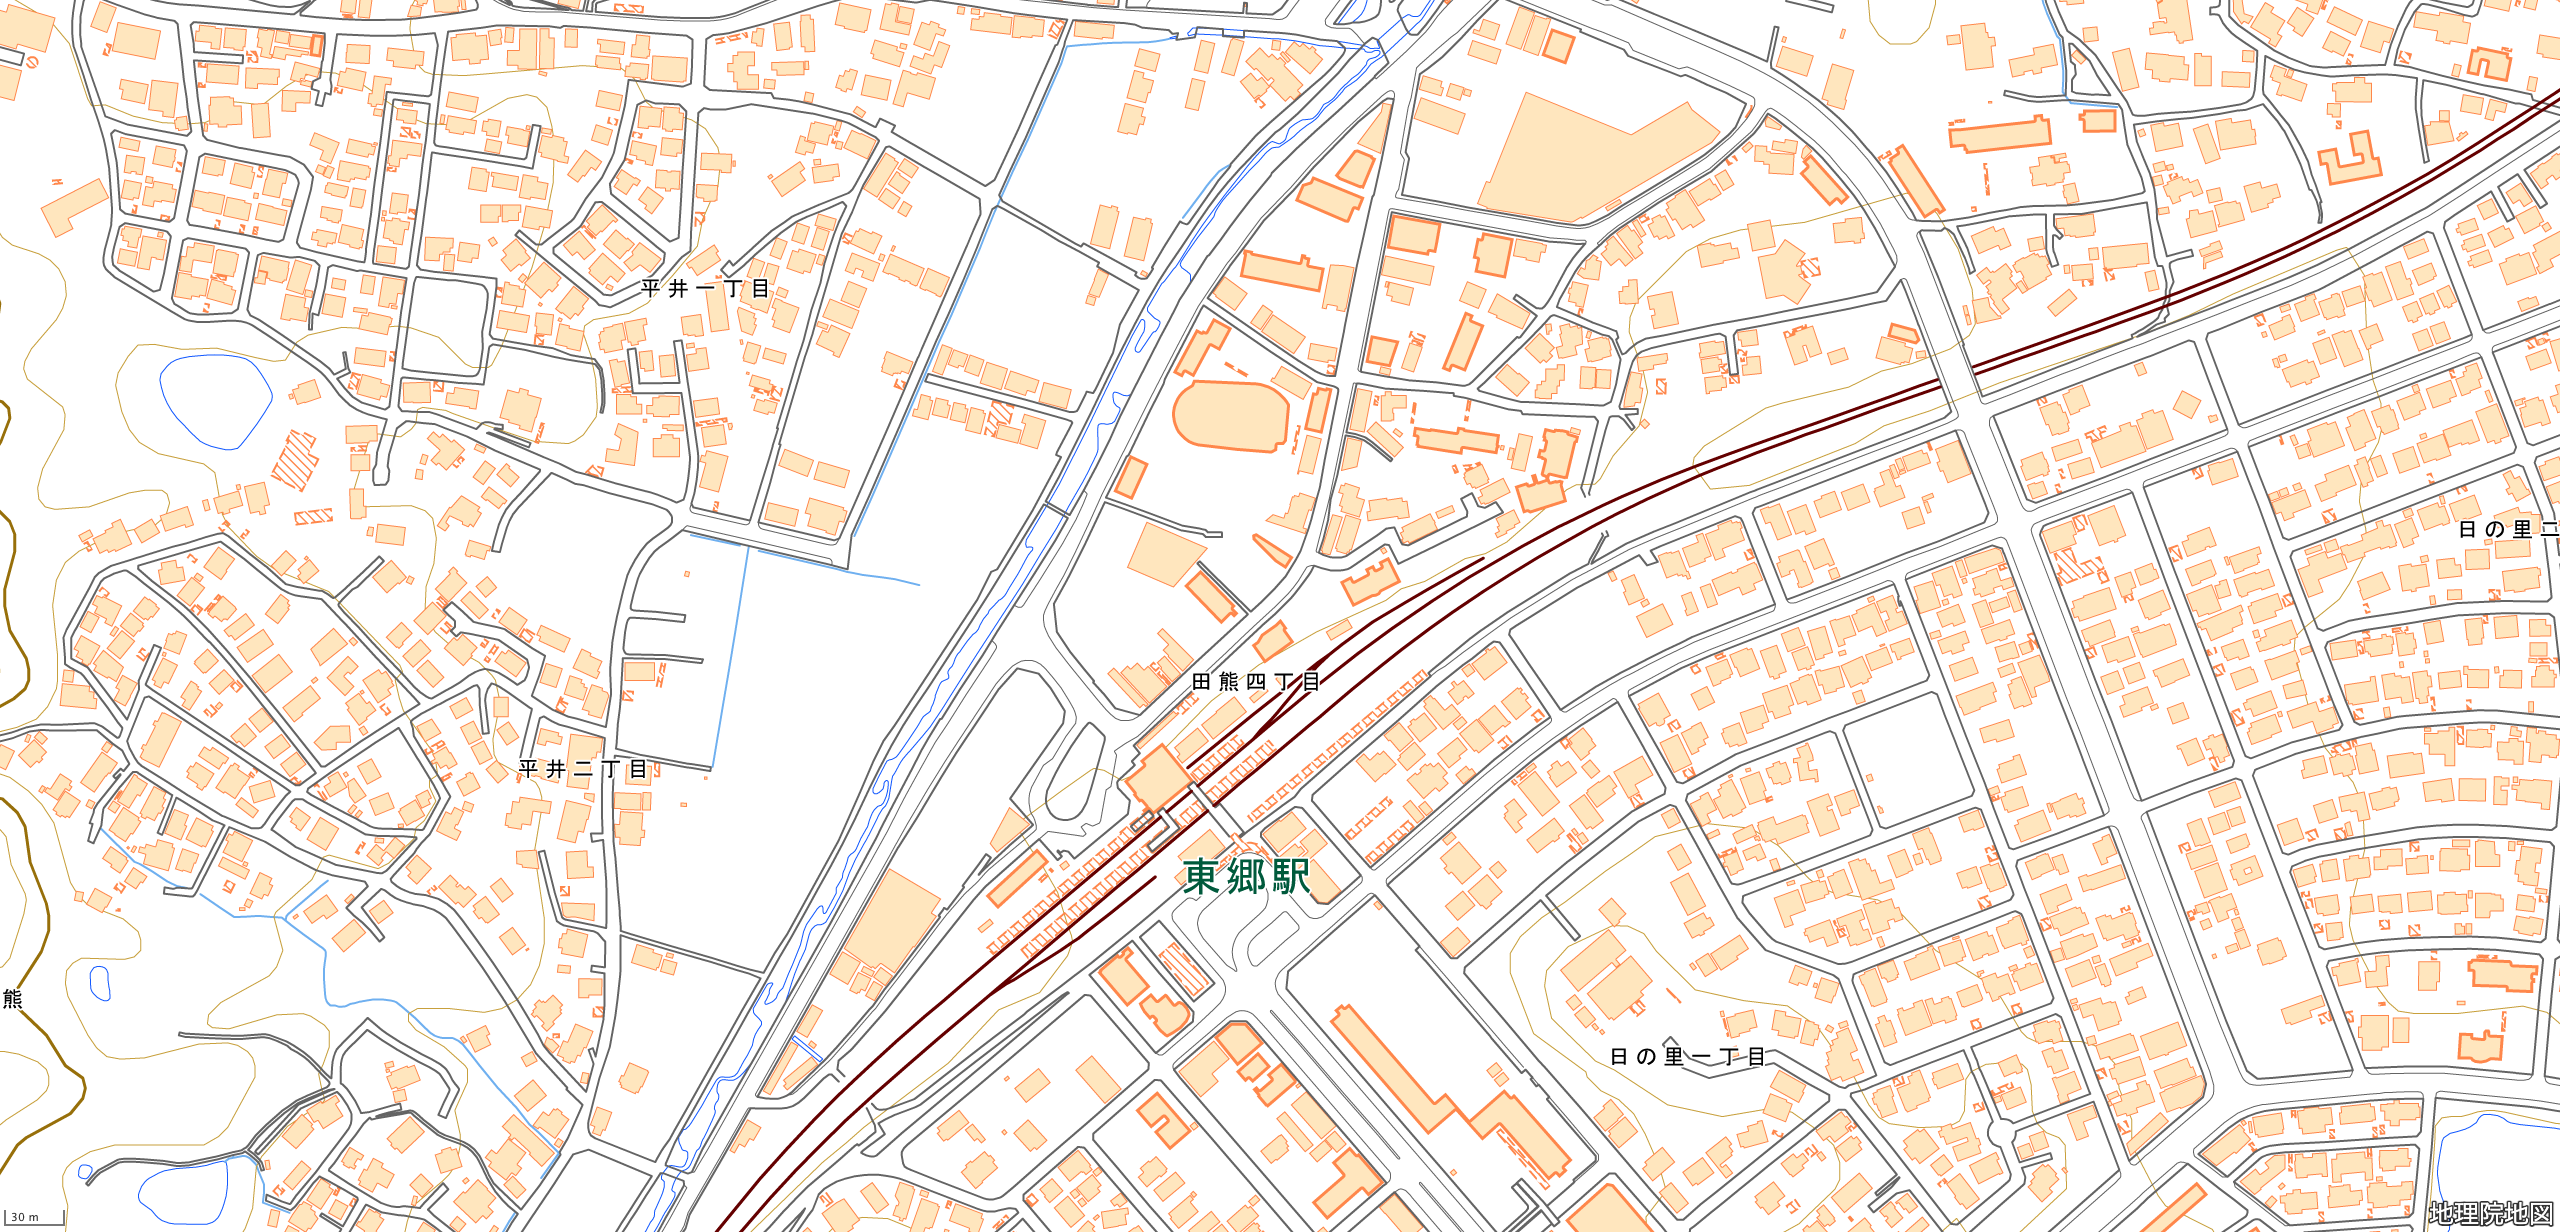 平井一丁目
日の里二
田熊四丁目
平井二丁目
東郷駅
熊
日の里一丁目
30 m
地理院地図